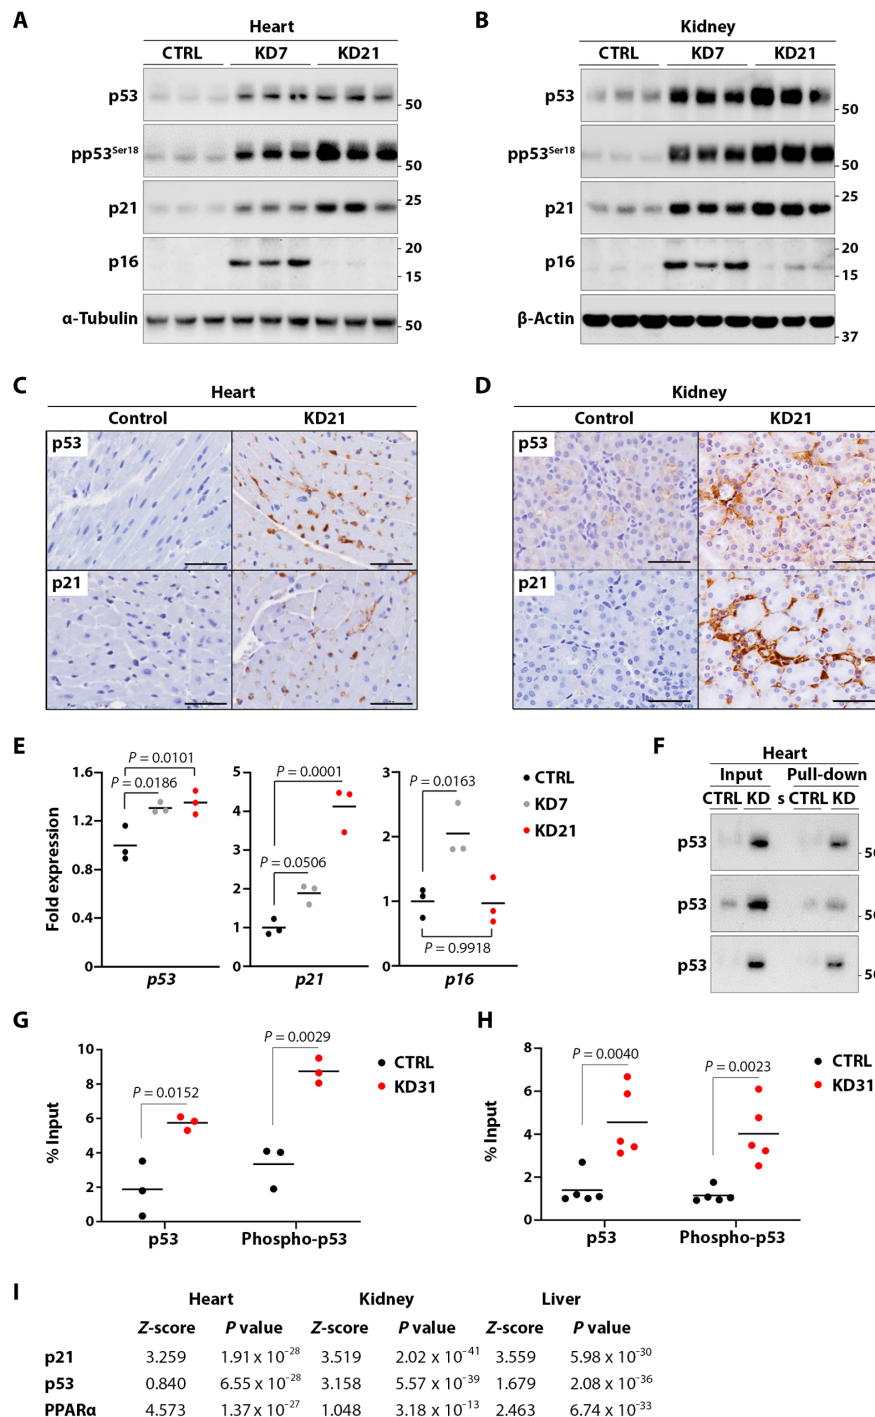 A
Heart
CTRL KD7 KD21
p53
50
pp53Ser18
50
p21
25
p16
20
15
α-Tubulin
50
B
Kidney
CTRL KD7 KD21
p53
50
pp53Ser18
50
p21
25
p16
20
15
β-Actin
37
C
Heart
Control KD21
p53
p21
D
Kidney
Control KD21
p53
p21
E
Fold expression
1.6
1.2
0.8
0.4
0
P = 0.0101
P = 0.0186
p53
5
4
3
2
1
0
P = 0.0001
P = 0.0506
p21
3
2
1
0
P = 0.0163
P = 0.9918
p16
CTRL
KD7
KD21
F
Heart
Input Pull-down
CTRL KD s CTRL KD
p53
50
p53
50
p53
50
G
% Input
10
8
6
4
2
0
P = 0.0152
P = 0.0029
p53 Phospho-p53
CTRL
KD31
H
% Input
8
6
4
2
0
P = 0.0040
P = 0.0023
p53 Phospho-p53
CTRL
KD31
I
Heart Kidney Liver
Z-score P value Z-score P value Z-score P value
p21 3.259 1.91 x 10−28 3.519 2.02 x 10−41 3.559 5.98 x 10−30
p53 0.840 6.55 x 10−28 3.158 5.57 x 10−39 1.679 2.08 x 10−36
PPARα 4.573 1.37 x 10−27 1.048 3.18 x 10−13 2.463 6.74 x 10−33